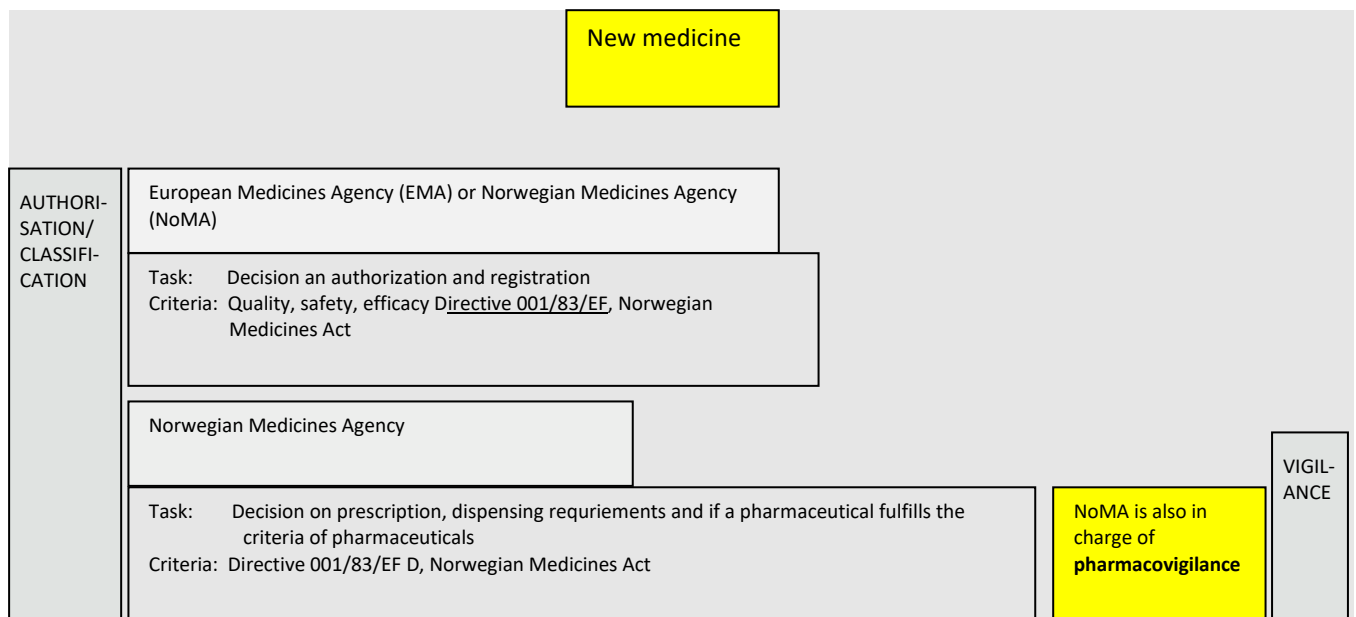 New medicine
AUTHORI-
SATION/
CLASSIFI-
CATION
European Medicines Agency (EMA) or Norwegian Medicines Agency
(NoMA)
Task: Decision an authorization and registration
Criteria: Quality, safety, efficacy Directive 001/83/EF, Norwegian
Medicines Act
Norwegian Medicines Agency
Task: Decision on prescription, dispensing requriements and if a pharmaceutical fulfills the
criteria of pharmaceuticals
Criteria: Directive 001/83/EF D, Norwegian Medicines Act
NoMA is also in
charge of
pharmacovigilance
VIGIL-
ANCE